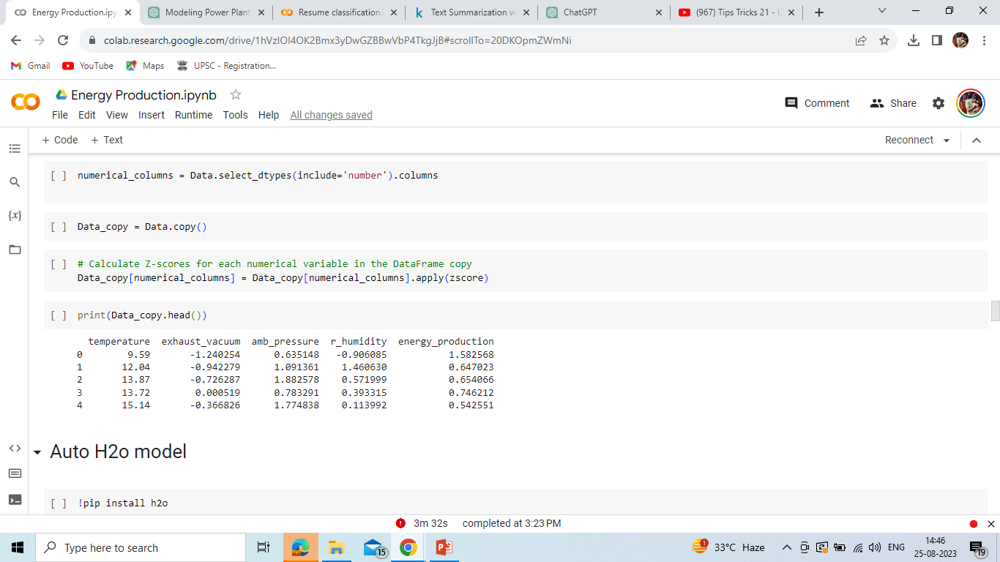 Energy Production.ipy
Modeling Power Plant
Resume classification.
Text Summarization w
ChatGPT
(967) Tips Tricks 21 -
colab.research.google.com/drive/1hVzlOI4OK2Bmx3yDwGZBBwVbP4TkgJjB#scrollTo=20DKOpmZWmNi
Gmail YouTube Maps UPSC - Registration...
Energy Production.ipynb
Comment Share
File Edit View Insert Runtime Tools Help All changes saved
+ Code + Text
Reconnect
[ ] numerical_columns = Data.select_dtypes(include='number').columns
{x}
[ ] Data_copy = Data.copy()
[ ] # Calculate Z-scores for each numerical variable in the DataFrame copy
Data_copy[numerical_columns] = Data_copy[numerical_columns].apply(zscore)
[ ] print(Data_copy.head())
temperature exhaust_vacuum amb_pressure r_humidity energy_production
0 9.59 -1.240254 0.635148 -0.906085 1.582568
1 12.04 -0.942279 1.091361 1.460630 0.647023
2 13.87 -0.726287 1.882578 0.571999 0.654066
3 13.72 0.000519 0.783291 0.393315 0.746212
4 15.14 -0.366826 1.774838 0.113992 0.542551
Auto H2o model
[ ] !pip install h2o
3m 32s completed at 3:23 PM
Type here to search
15
1
33°C Haze
ENG
14:46
25-08-2023
19